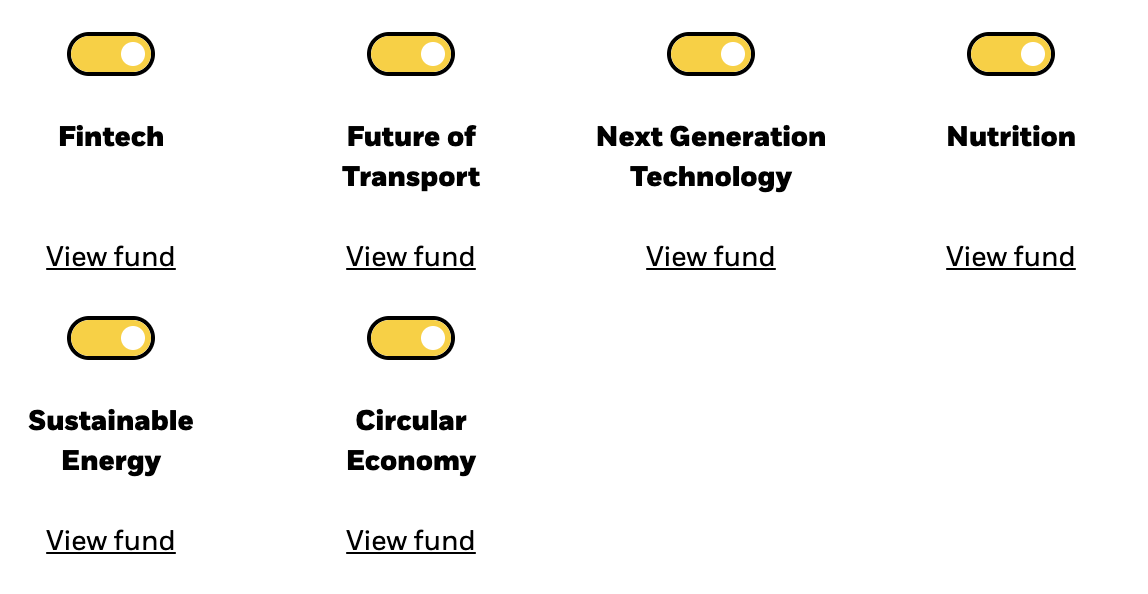 Fintech
Future of
Transport
Next Generation
Technology
Nutrition
View fund
View fund
View fund
View fund
Sustainable
Energy
Circular
Economy
View fund
View fund